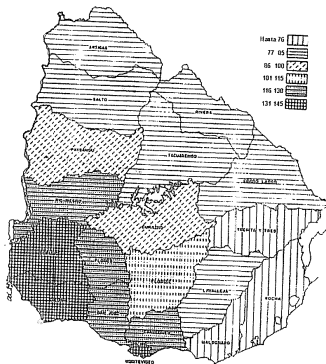 Hasta 76
77 85
86 100
101 115
116 130
131 145
ARTIGAS
SALTO
RIVERA
PAYSANDU
TACUAREMBO
CERRO LARGO
RIO NEGRO
DURAZNO
TREINTA Y TRES
FLORES
FLORIDA
LAVALLEJA
ROCHA
SAN JOSE
MALDONADO
MONTEVIDEO